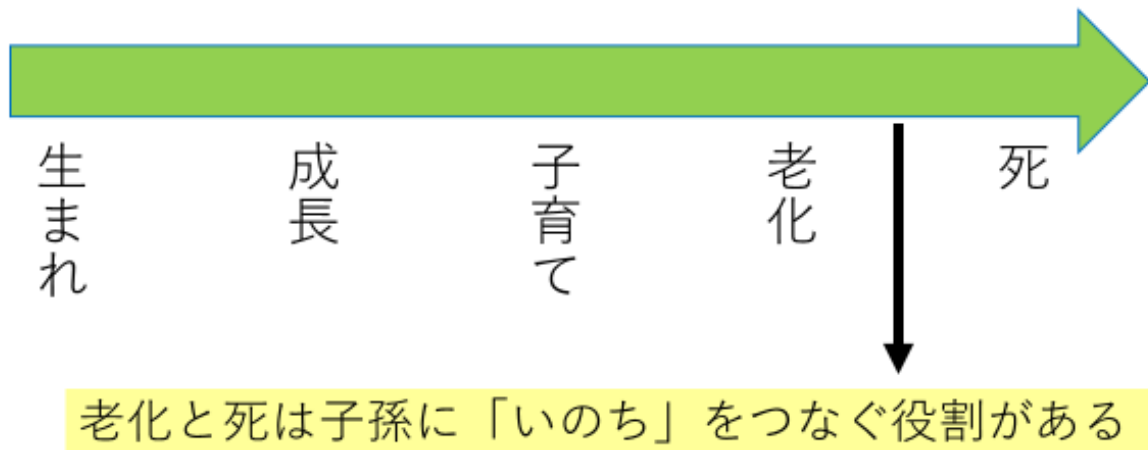 生まれ
成長
子育て
老化
死
老化と死は子孫に「いのち」をつなぐ役割がある